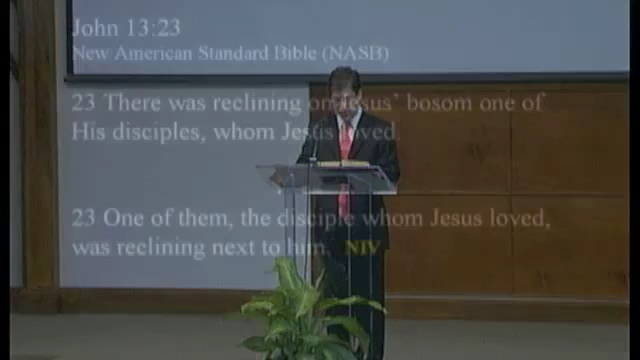 John 13:23
New American Standard Bible (NASB)
23 There was reclining on Jesus' bosom one of
His disciples, whom Jesus loved.
23 One of them, the disciple whom Jesus loved,
was reclining next to him. NIV